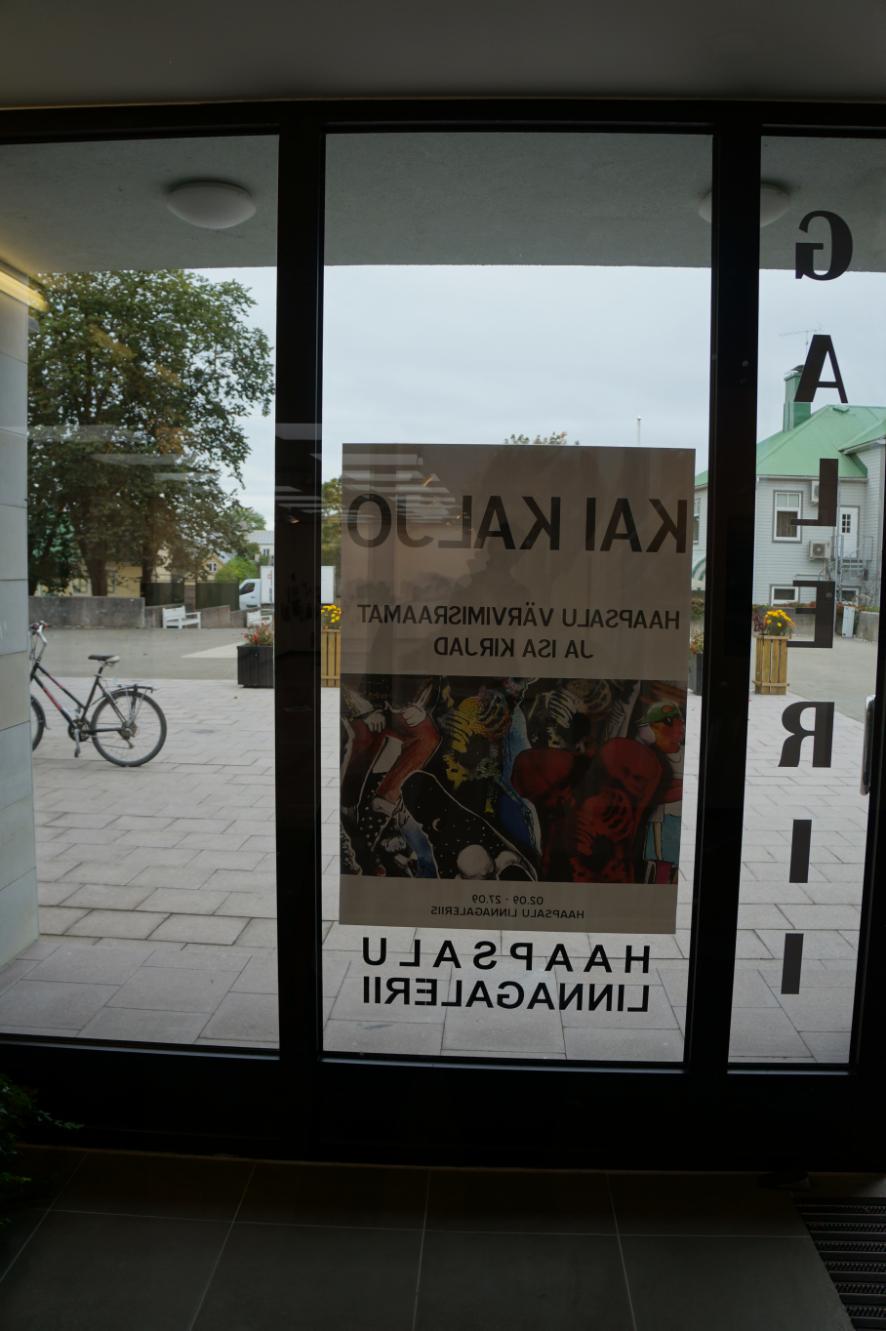 KAI KALJO
HAAPSALU VÄRVIMISRAAMAT
JA ISA KIRJAD
02.09 - 27.09
HAAPSALU LINNAGALERIIS
HAAPSALU
LINNAGALERII
GALERII